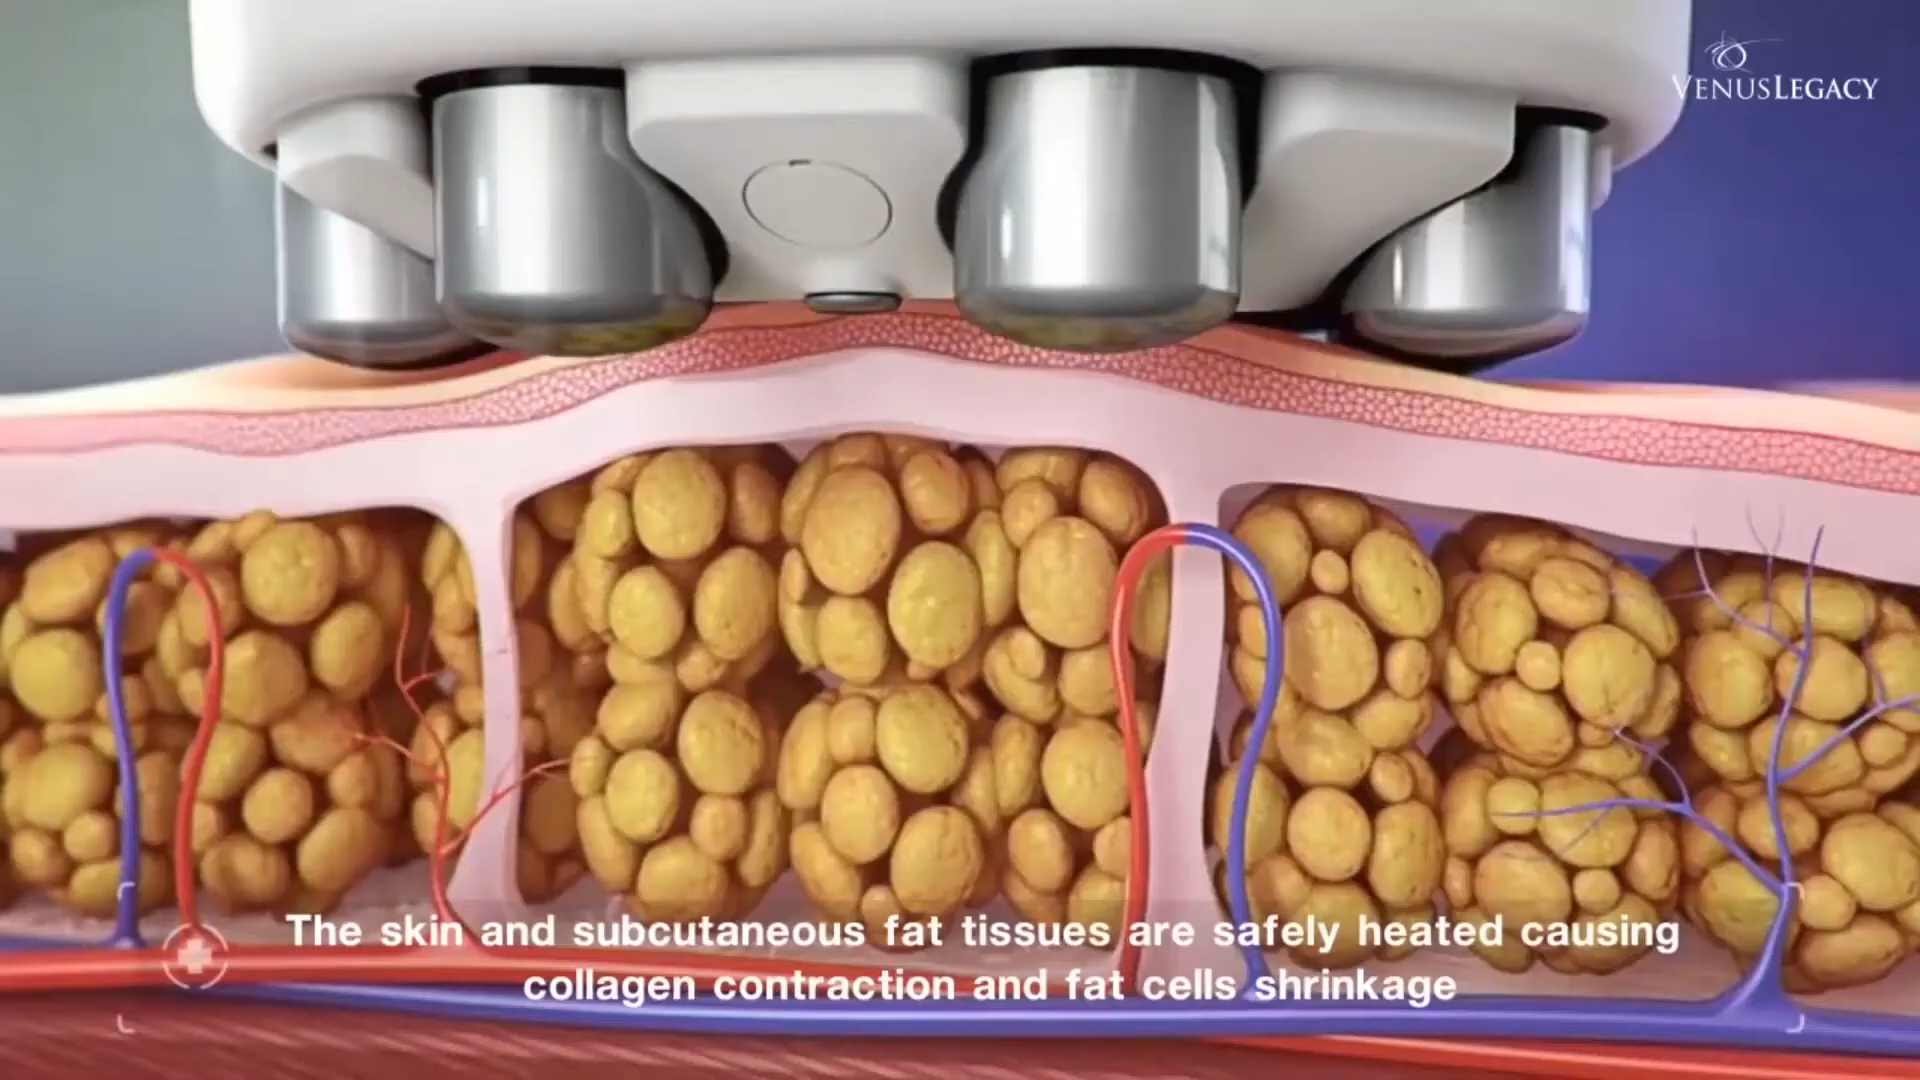 VENUSLEGACY
The skin and subcutaneous fat tissues are safely heated causing
collagen contraction and fat cells shrinkage